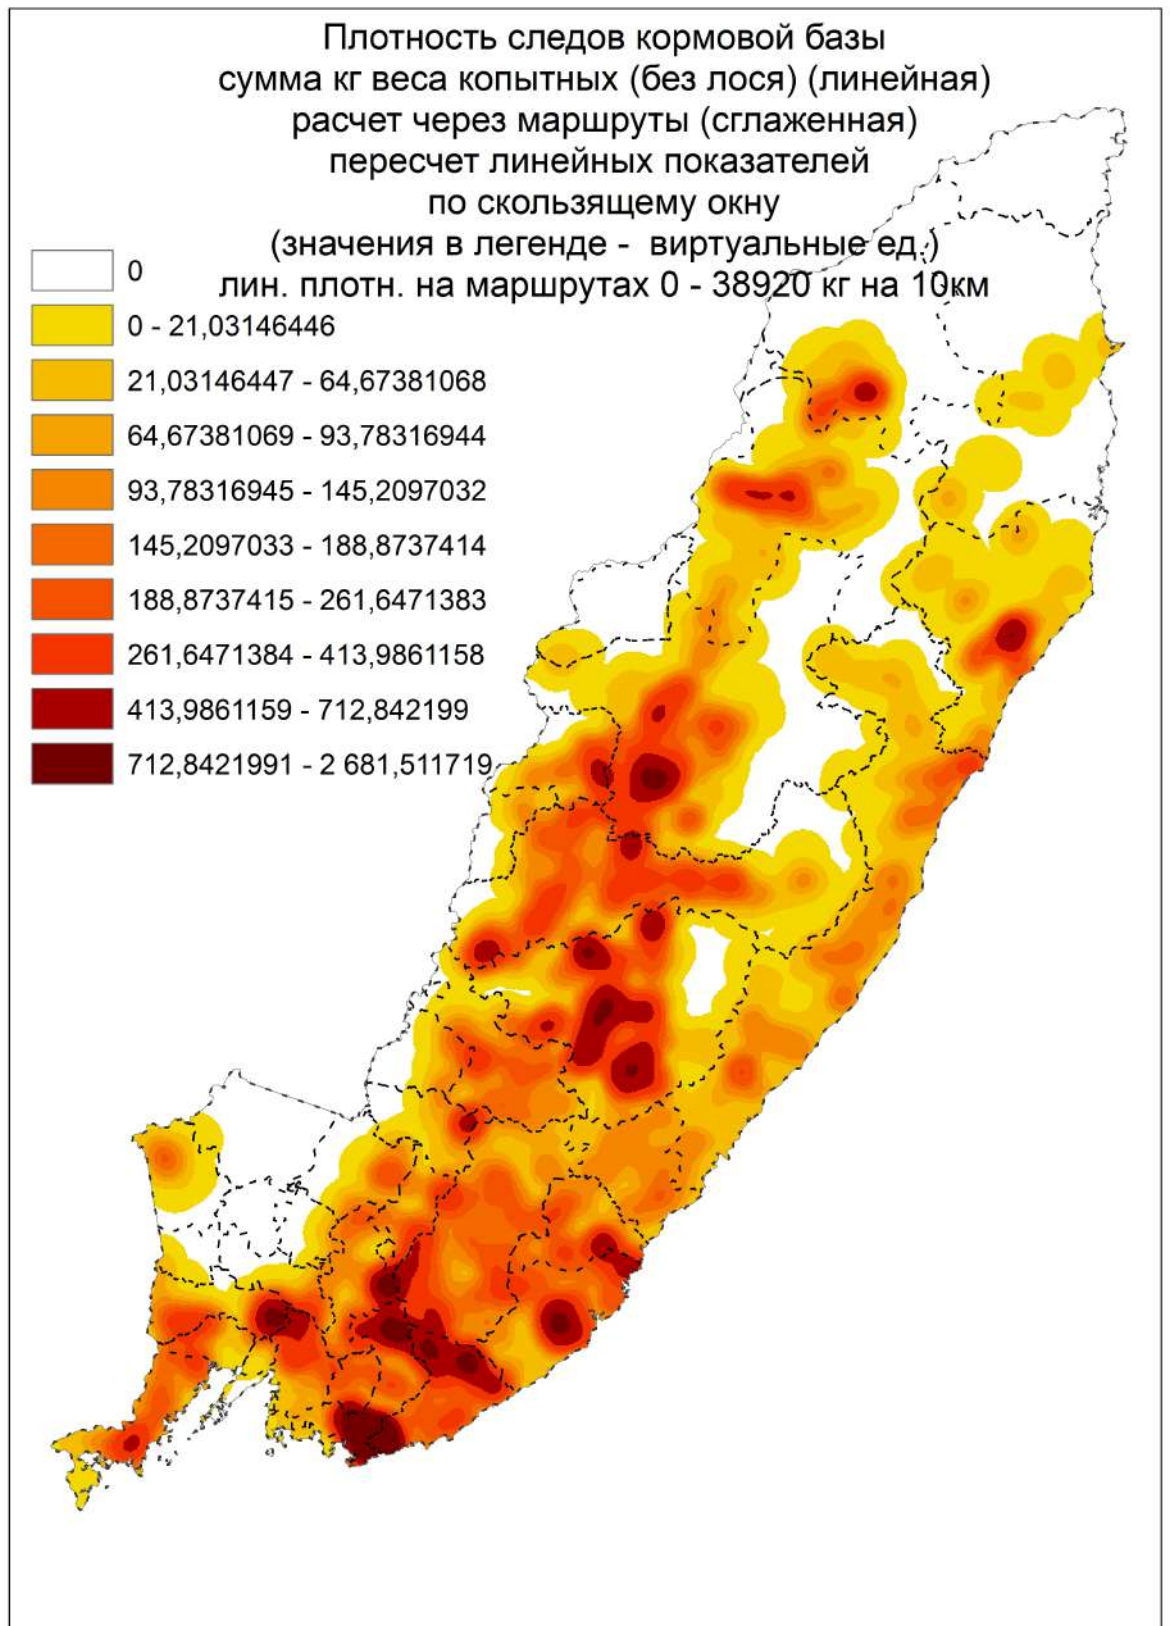 Плотность следов кормовой базы
сумма кг веса копытных (без лося) (линейная)
расчет через маршруты (сглаженная)
пересчет линейных показателей
по скользящему окну
(значения в легенде - виртуальные ед.)
лин. плотн. на маршрутах 0 - 38920 кг на 10км
0
0 - 21,03146446
21,03146447 - 64,67381068
64,67381069 - 93,78316944
93,78316945 - 145,2097032
145,2097033 - 188,8737414
188,8737415 - 261,6471383
261,6471384 - 413,9861158
413,9861159 - 712,842199
712,8421991 - 2 681,511719